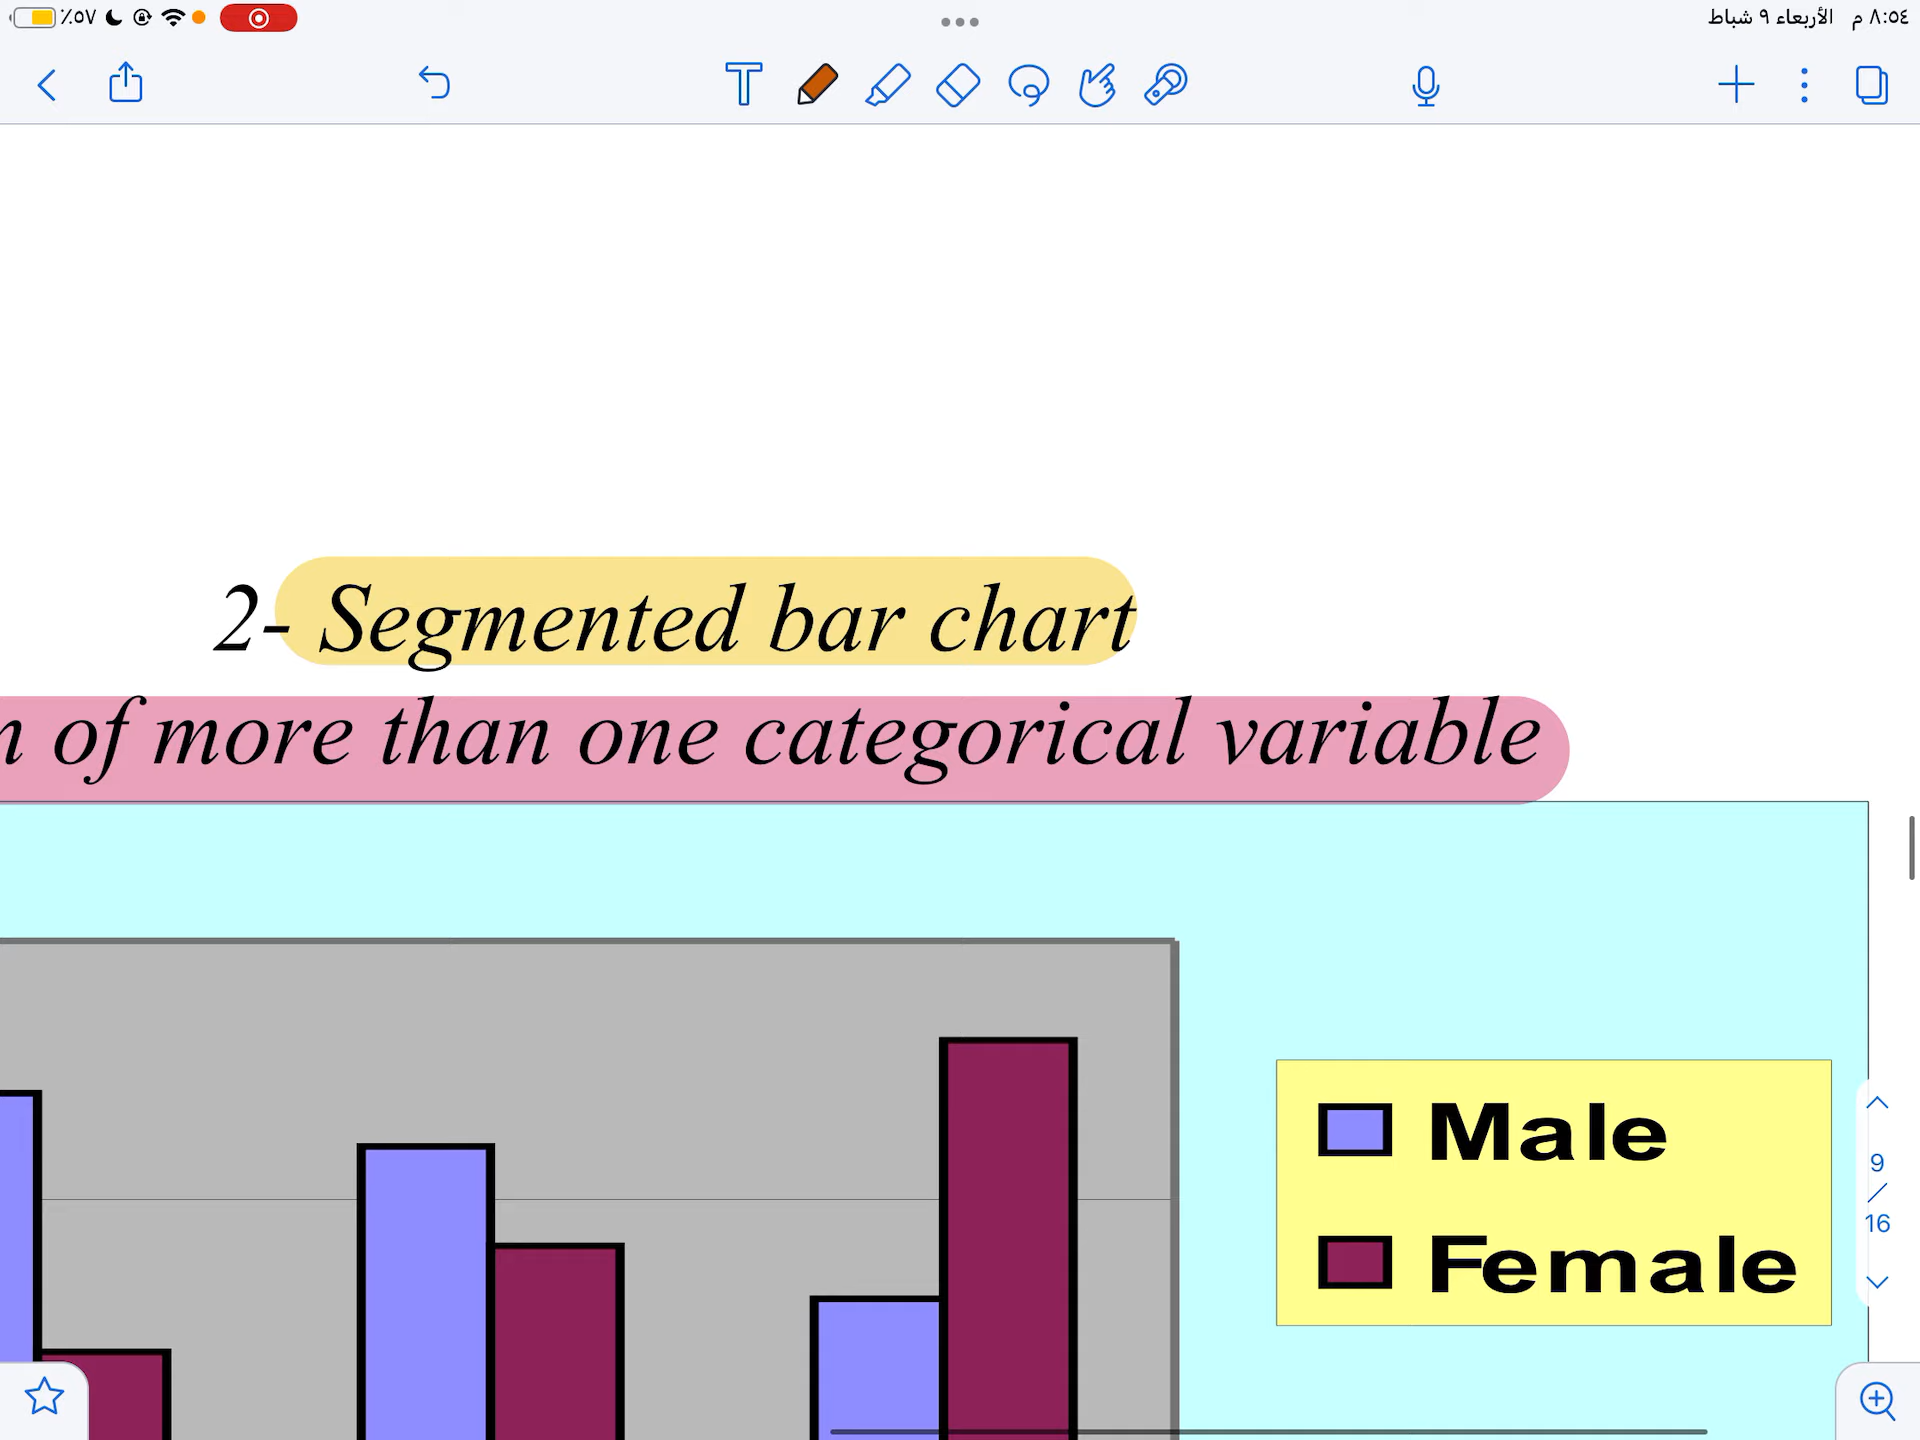 ٪٥٧
الأربعاء ٩ شباط ٨:٥٤ م
2- Segmented bar chart
n of more than one categorical variable
Male
Female
9
/
16